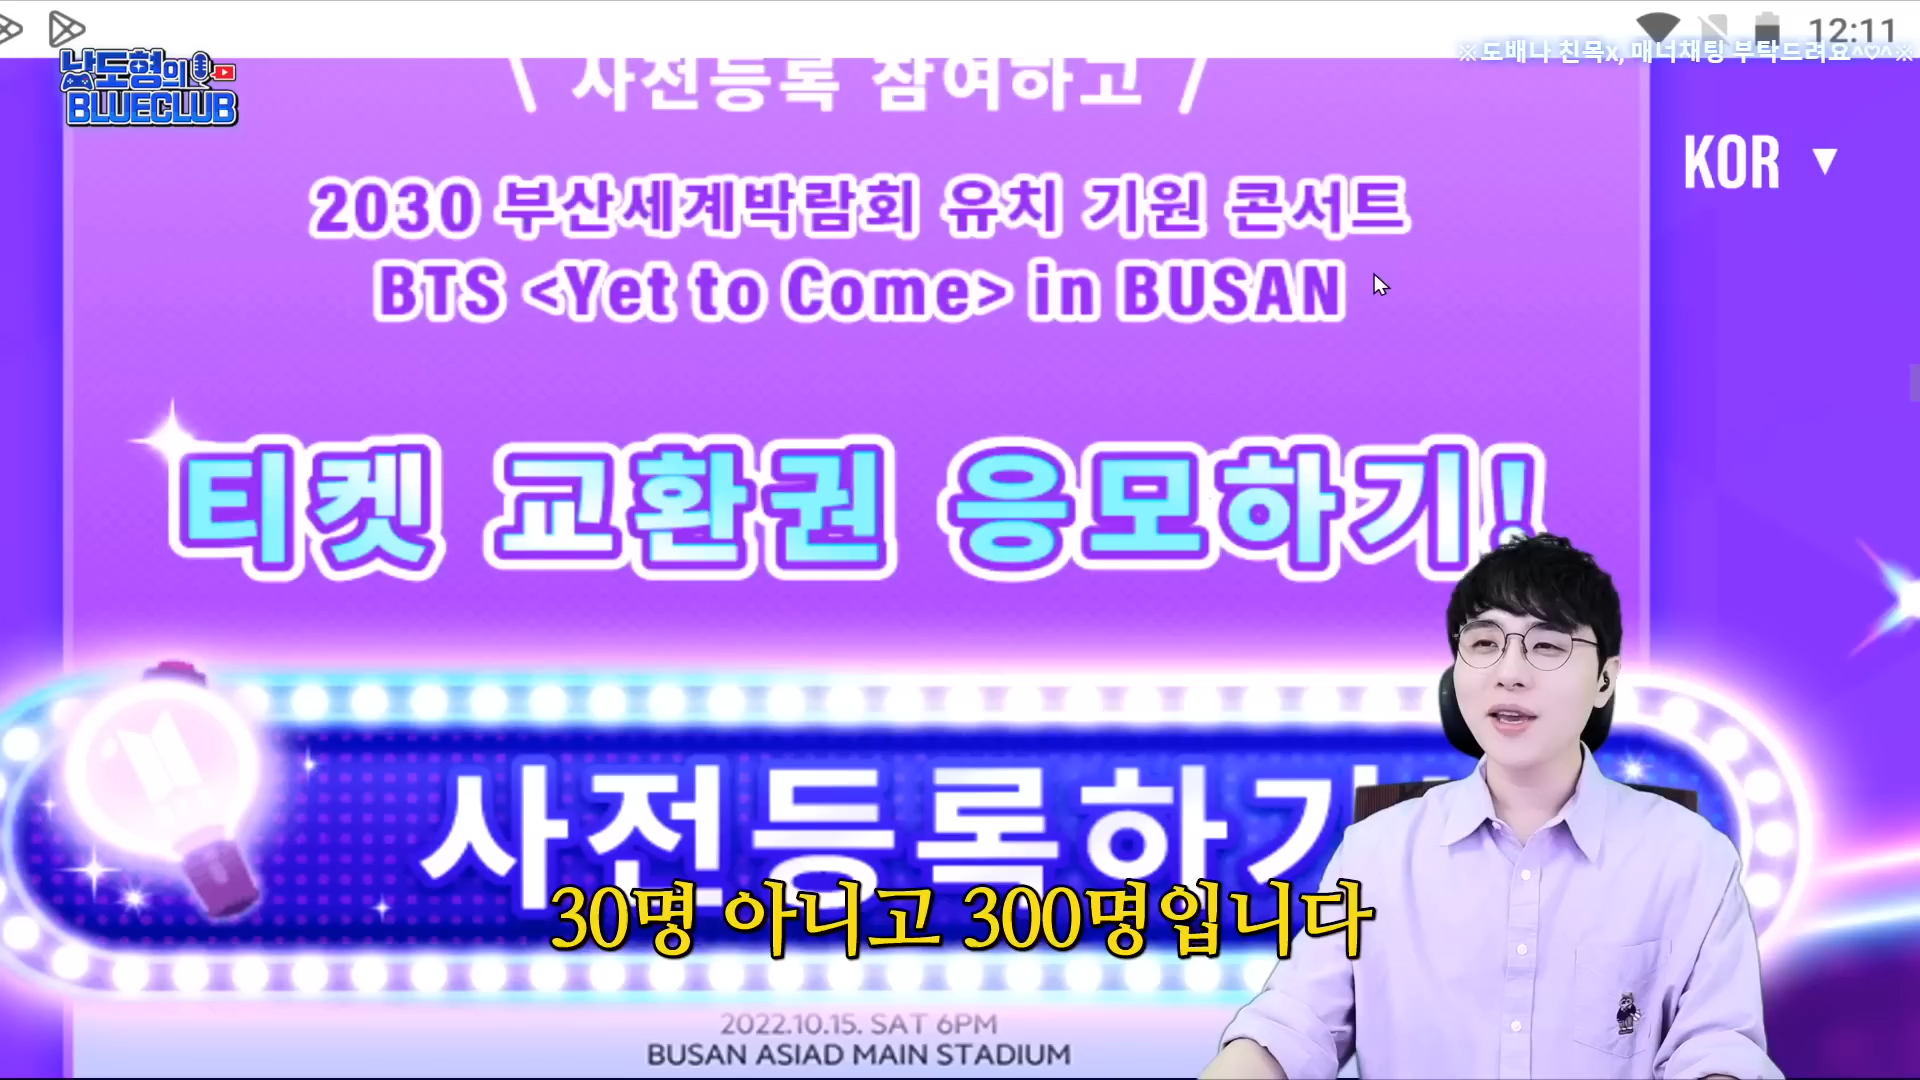 12:11
남도형의
BLUECLUB
※도배나 친목x, 매너채팅 부탁드려요^♡^※
\ 사전등록 참여하고 /
KOR ▼
2030 부산세계박람회 유치 기원 콘서트
BTS <Yet to Come> in BUSAN
티켓 교환권 응모하기!
사전등록하기
30명 아니고 300명입니다
2022.10.15. SAT 6PM
BUSAN ASIAD MAIN STADIUM